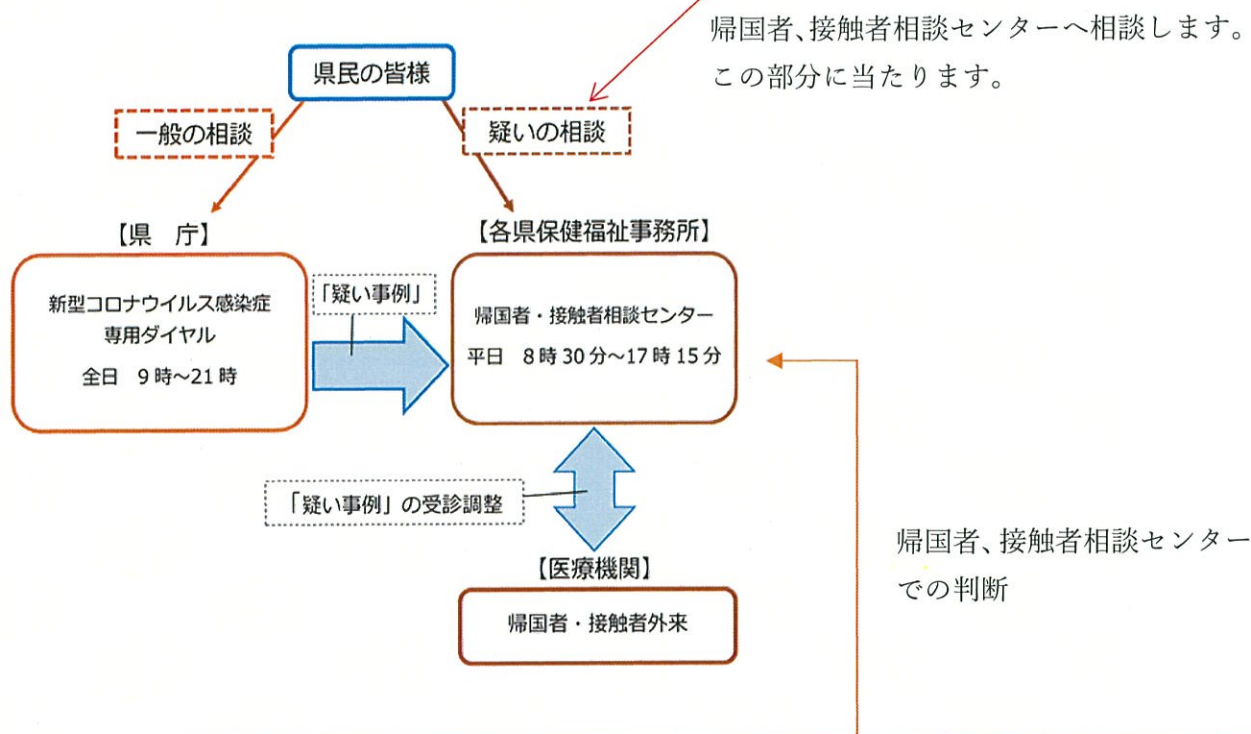 帰国者、接触者相談センターへ相談します。
この部分に当たります。
県民の皆様
一般の相談
疑いの相談
【県　庁】
【各県保健福祉事務所】
新型コロナウイルス感染症
専用ダイヤル
全日　9時～21時
「疑い事例」
帰国者・接触者相談センター
平日　8時30分～17時15分
「疑い事例」の受診調整
【医療機関】
帰国者・接触者外来
帰国者、接触者相談センター
での判断